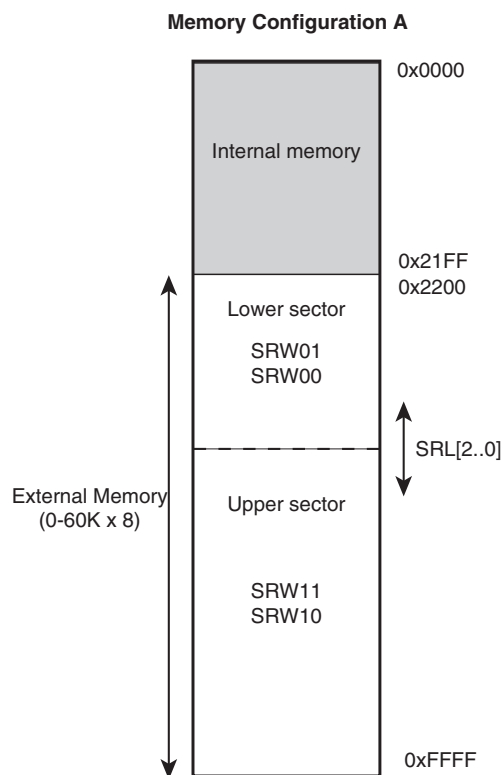 Memory Configuration A
0x0000
Internal memory
0x21FF
0x2200
Lower sector
SRW01
SRW00
SRL[2..0]
External Memory
(0-60K x 8)
Upper sector
SRW11
SRW10
0xFFFF